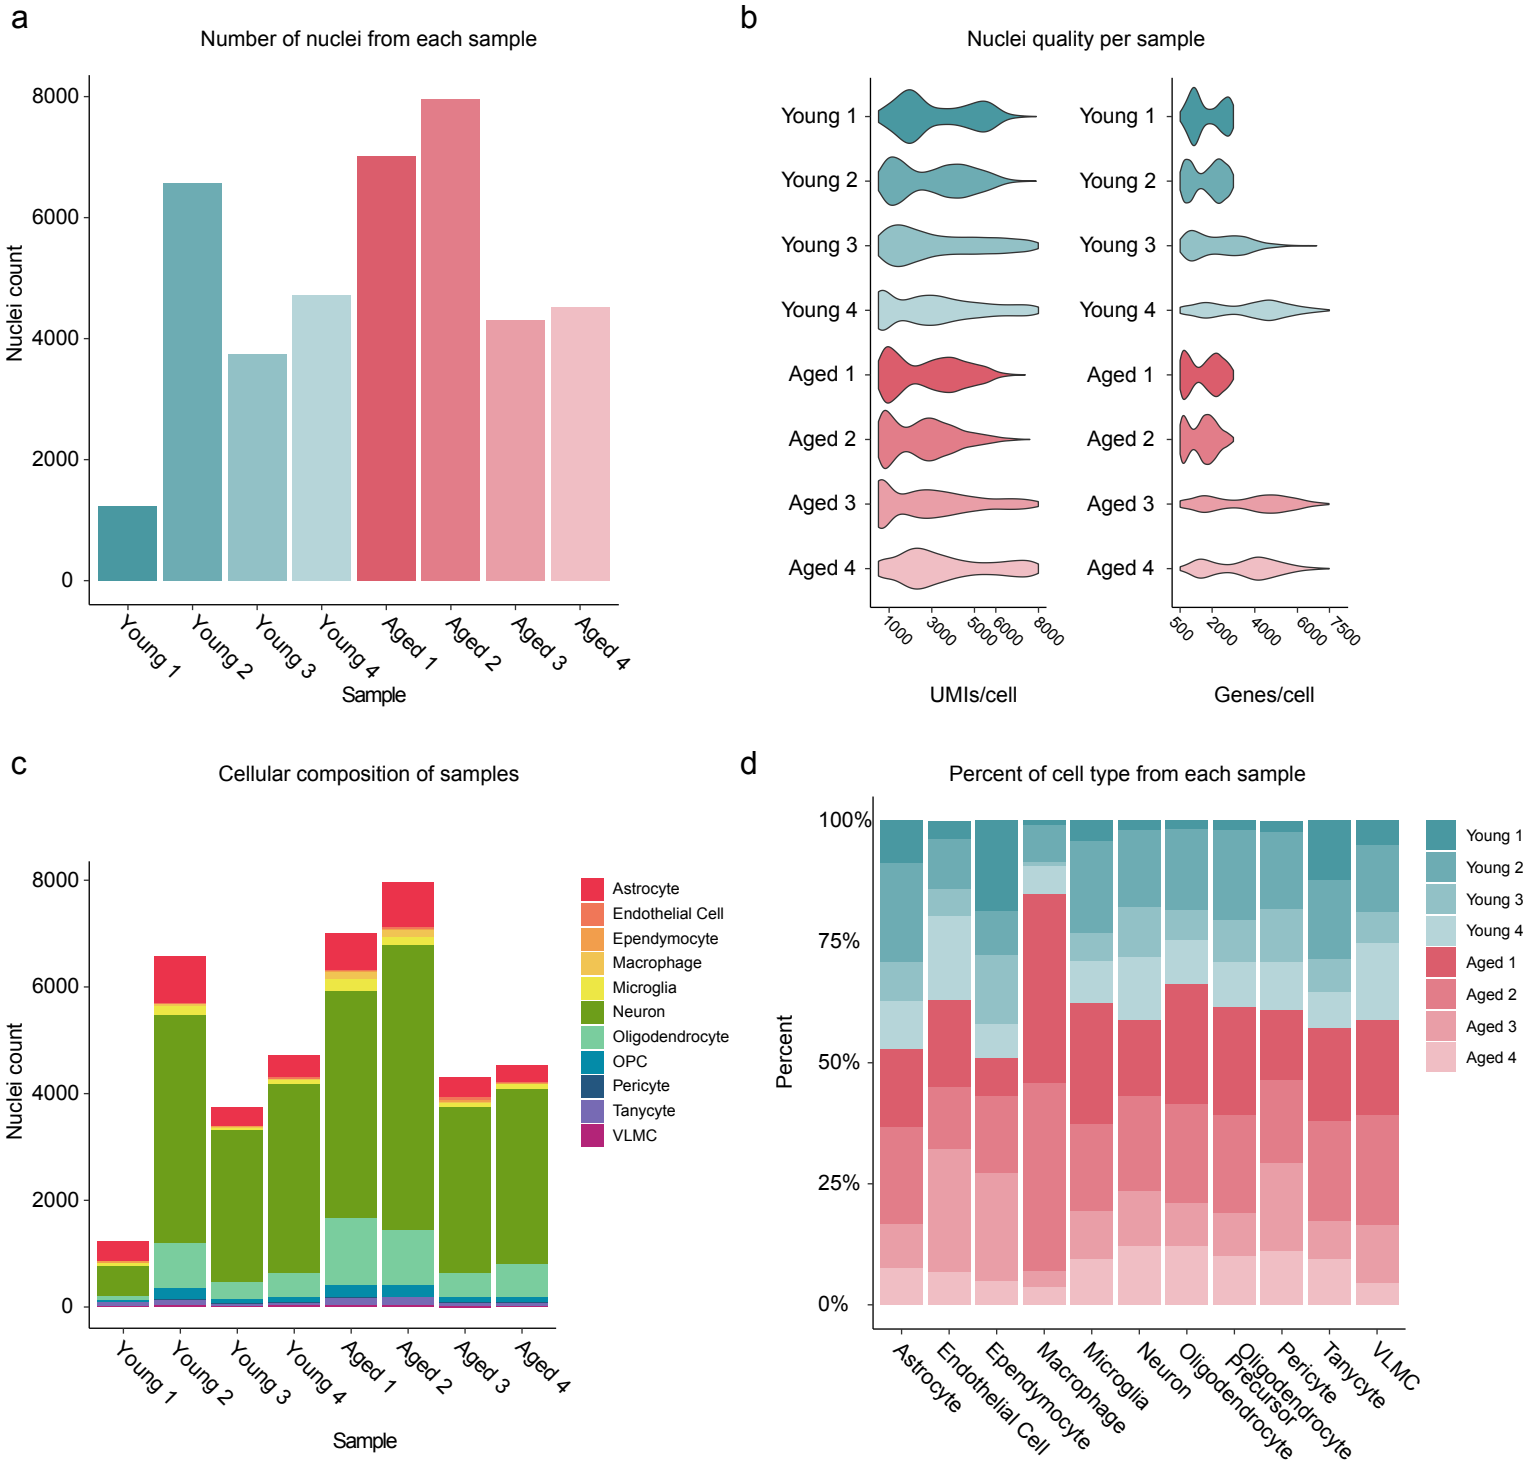 a
Number of nuclei from each sample
Nuclei count
8000
6000
4000
2000
0
Young 1
Young 2
Young 3
Young 4
Aged 1
Aged 2
Aged 3
Aged 4
Sample
b
Nuclei quality per sample
Young 1
Young 2
Young 3
Young 4
Aged 1
Aged 2
Aged 3
Aged 4
1000
3000
5000
6000
8000
UMIs/cell
Young 1
Young 2
Young 3
Young 4
Aged 1
Aged 2
Aged 3
Aged 4
500
2000
4000
6000
7500
Genes/cell
c
Cellular composition of samples
Nuclei count
8000
6000
4000
2000
0
Young 1
Young 2
Young 3
Young 4
Aged 1
Aged 2
Aged 3
Aged 4
Sample
Astrocyte
Endothelial Cell
Ependymocyte
Macrophage
Microglia
Neuron
Oligodendrocyte
OPC
Pericyte
Tanycyte
VLMC
d
Percent of cell type from each sample
Percent
100%
75%
50%
25%
0%
Astrocyte
Endothelial Cell
Ependymocyte
Macrophage
Microglia
Neuron
Oligodendrocyte
Oligodendrocyte
Precursor
Pericyte
Tanycyte
VLMC
Young 1
Young 2
Young 3
Young 4
Aged 1
Aged 2
Aged 3
Aged 4